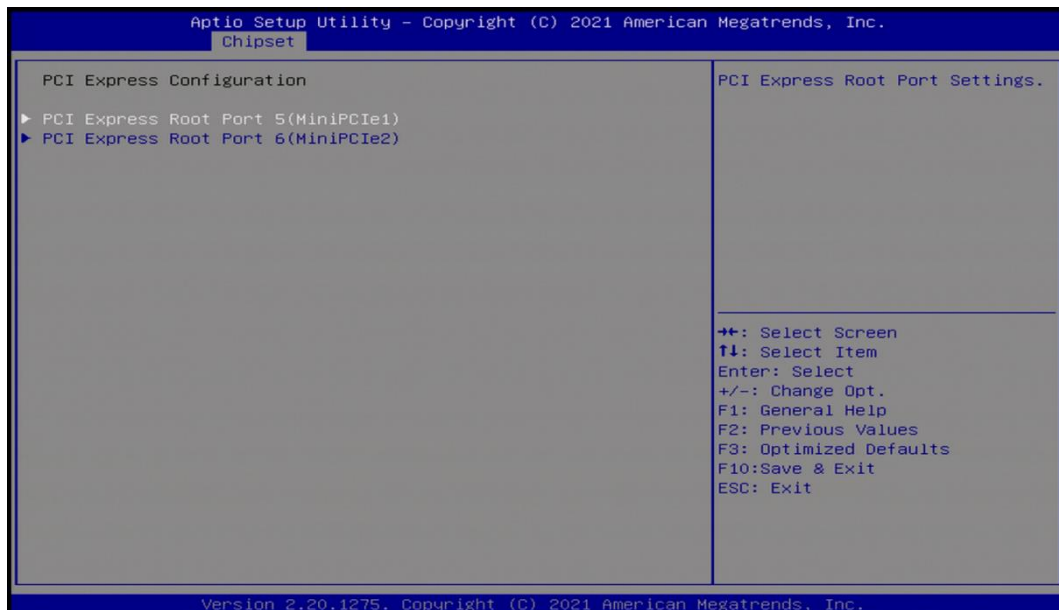 Aptio Setup Utility – Copyright (C) 2021 American Megatrends, Inc.
Chipset
PCI Express Configuration
▶ PCI Express Root Port 5(MiniPCIe1)
▶ PCI Express Root Port 6(MiniPCIe2)
PCI Express Root Port Settings.
→←: Select Screen
↑↓: Select Item
Enter: Select
+/-: Change Opt.
F1: General Help
F2: Previous Values
F3: Optimized Defaults
F10:Save & Exit
ESC: Exit
Version 2.20.1275. Copyright (C) 2021 American Megatrends, Inc.